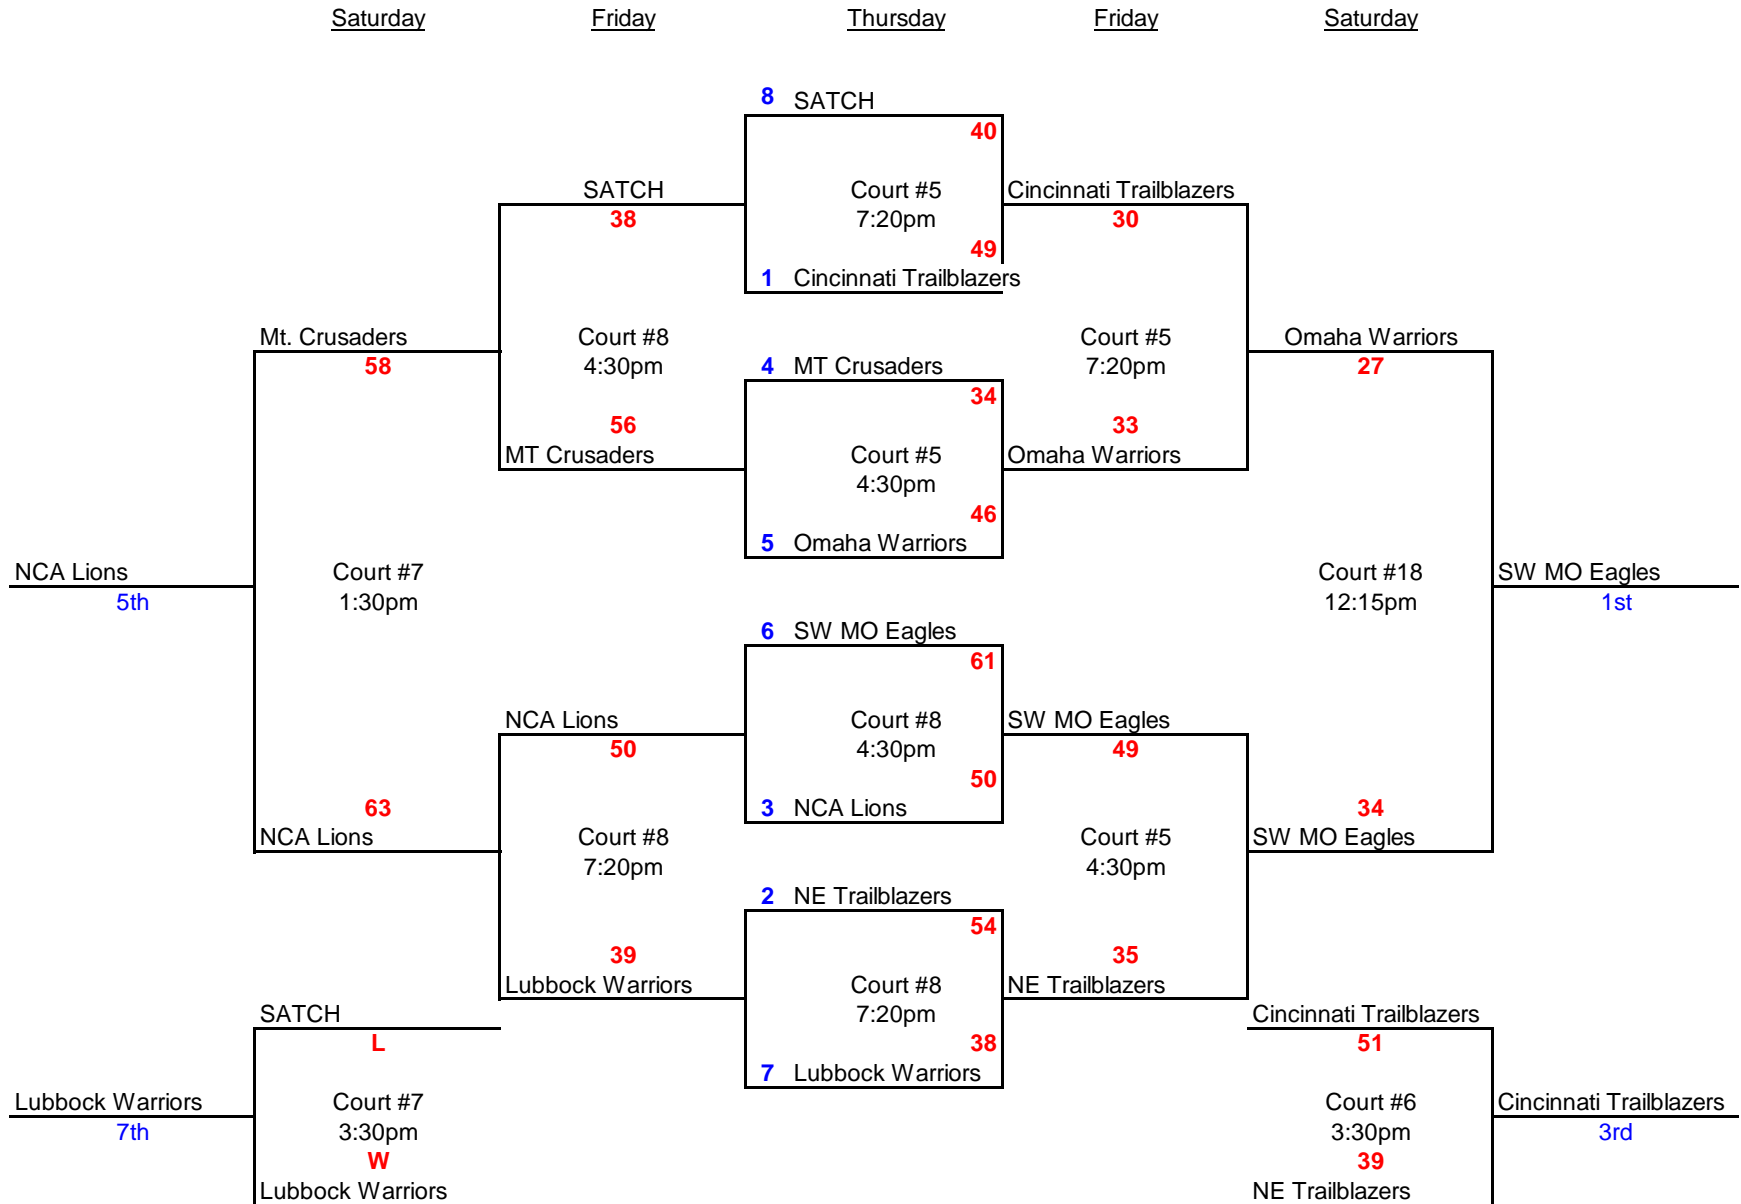 Saturday Friday Thursday Friday Saturday
8 SATCH
40
SATCH Court #5 Cincinnati Trailblazers
38 7:20pm 30
49
1 Cincinnati Trailblazers
Mt. Crusaders Court #8 Court #5 Omaha Warriors
58 4:30pm 4 MT Crusaders 7:20pm 27
34
56 33
MT Crusaders Court #5 Omaha Warriors
4:30pm
46
5 Omaha Warriors
NCA Lions Court #7 Court #18 SW MO Eagles
5th 1:30pm 12:15pm 1st
6 SW MO Eagles
61
NCA Lions Court #8 SW MO Eagles
50 4:30pm 49
50
63 3 NCA Lions 34
NCA Lions Court #8 Court #5 SW MO Eagles
7:20pm 4:30pm
2 NE Trailblazers
54
39 35
Lubbock Warriors Court #8 NE Trailblazers
SATCH 7:20pm Cincinnati Trailblazers
L 38 51
7 Lubbock Warriors
Lubbock Warriors Court #7 Court #6 Cincinnati Trailblazers
7th 3:30pm 3:30pm 3rd
W 39
Lubbock Warriors NE Trailblazers